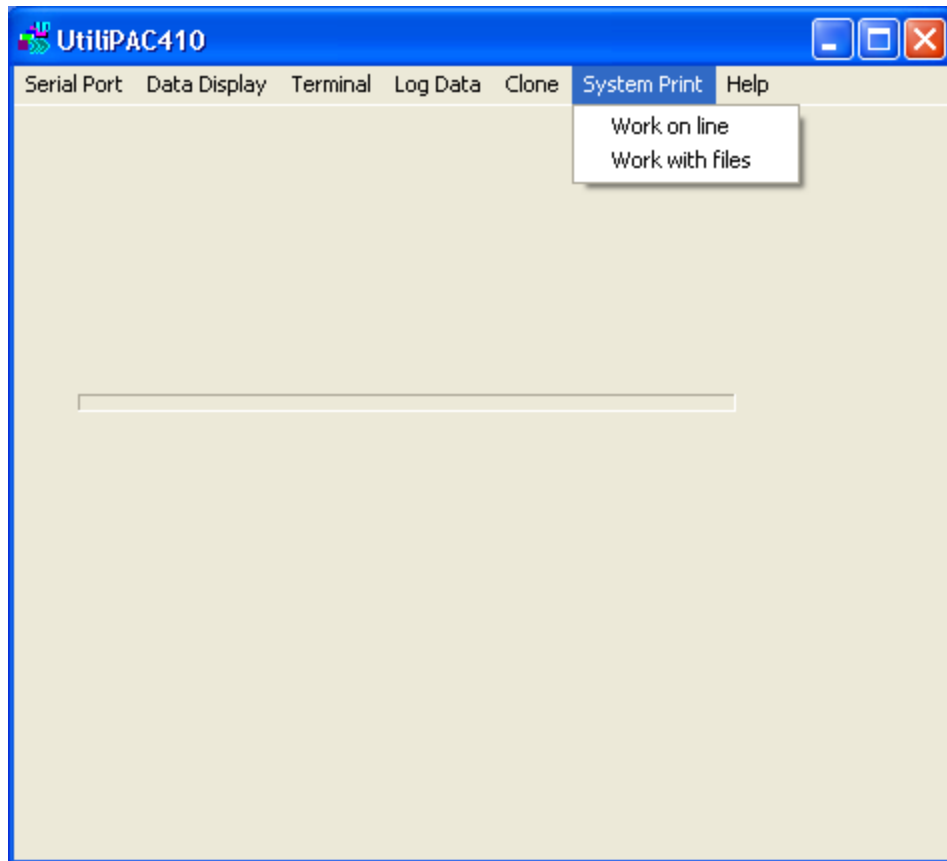 UtiliPAC410
Serial Port Data Display Terminal Log Data Clone System Print Help
Work on line
Work with files